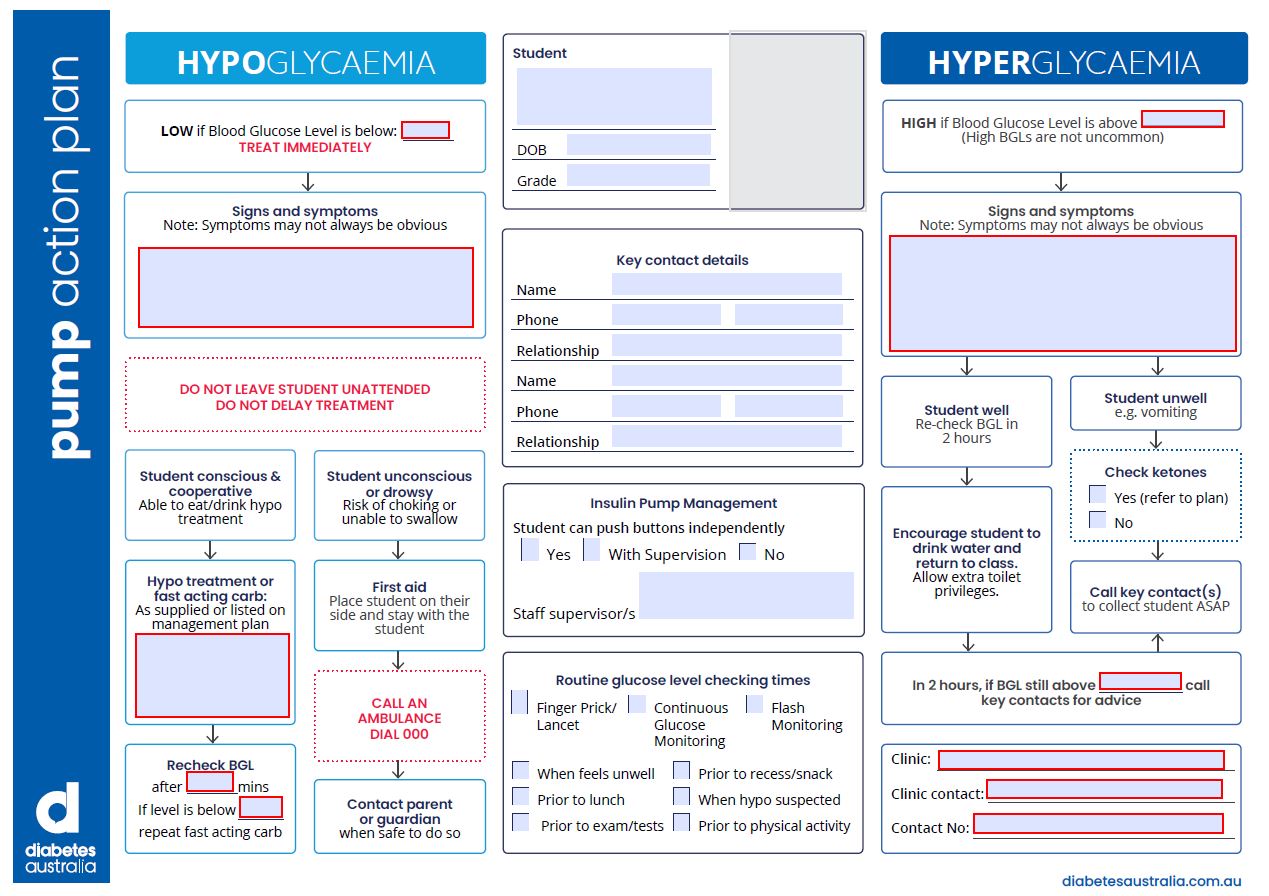 pump action plan
diabetes
australia
HYPOGLYCAEMIA
LOW if Blood Glucose Level is below:
TREAT IMMEDIATELY
Signs and symptoms
Note: Symptoms may not always be obvious
DO NOT LEAVE STUDENT UNATTENDED
DO NOT DELAY TREATMENT
Student conscious &
cooperative
Able to eat/drink hypo
treatment
Hypo treatment or
fast acting carb:
As supplied or listed on
management plan
Recheck BGL
after mins
If level is below
repeat fast acting carb
Student unconscious
or drowsy
Risk of choking or
unable to swallow
First aid
Place student on their
side and stay with the
student
CALL AN
AMBULANCE
DIAL 000
Contact parent
or guardian
when safe to do so
Student
DOB
Grade
Key contact details
Name
Phone
Relationship
Name
Phone
Relationship
Insulin Pump Management
Student can push buttons independently
Yes With Supervision No
Staff supervisor/s
Routine glucose level checking times
Finger Prick/
Lancet
Continuous
Glucose
Monitoring
Flash
Monitoring
When feels unwell
Prior to lunch
Prior to exam/tests
Prior to recess/snack
When hypo suspected
Prior to physical activity
HYPERGLYCAEMIA
HIGH if Blood Glucose Level is above
(High BGLs are not uncommon)
Signs and symptoms
Note: Symptoms may not always be obvious
Student well
Re-check BGL in
2 hours
Encourage student to
drink water and
return to class.
Allow extra toilet
privileges.
Student unwell
e.g. vomiting
Check ketones
Yes (refer to plan)
No
Call key contact(s)
to collect student ASAP
In 2 hours, if BGL still above call
key contacts for advice
Clinic:
Clinic contact:
Contact No:
diabetesaustralia.com.au